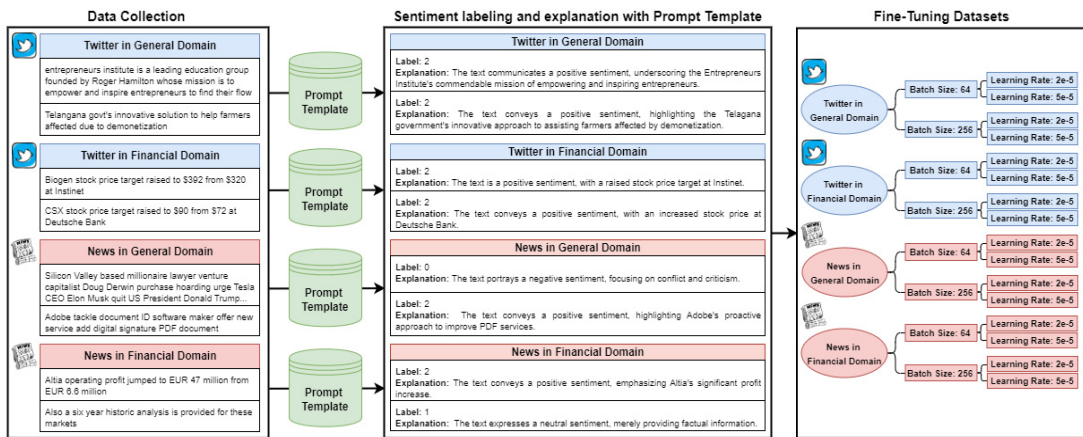 Data Collection
Twitter in General Domain
entrepreneurs institute is a leading education group
founded by Roger Hamilton whose mission is to
empower and inspire entrepreneurs to find their flow
Telangana govt's innovative solution to help farmers
affected due to demonetization
Twitter in Financial Domain
Biogen stock price target raised to $392 from $320
at Instinet
CSX stock price target raised to $90 from $72 at
Deutsche Bank
News in General Domain
Silicon Valley based millionaire lawyer venture
capitalist Doug Derwin purchase hoarding urge Tesla
CEO Elon Musk quit US President Donald Trump...
Adobe tackle document ID software maker offer new
service add digital signature PDF document
News in Financial Domain
Altia operating profit jumped to EUR 47 million from
EUR 6.6 million
Also a six year historic analysis is provided for these
markets
Prompt
Template
Prompt
Template
Prompt
Template
Prompt
Template
Sentiment labeling and explanation with Prompt Template
Twitter in General Domain
Label: 2
Explanation: The text communicates a positive sentiment, underscoring the Entrepreneurs
Institute's commendable mission of empowering and inspiring entrepreneurs.
Label: 2
Explanation: The text conveys a positive sentiment, highlighting the Telagana
government's innovative approach to assisting farmers affected by demonetization.
Twitter in Financial Domain
Label: 2
Explanation: The text is a positive sentiment, with a raised stock price target at Instinet.
Label: 2
Explanation: The text conveys a positive sentiment, with an increased stock price at
Deutsche Bank.
News in General Domain
Label: 0
Explanation: The text portrays a negative sentiment, focusing on conflict and criticism.
Label: 2
Explanation: The text conveys a positive sentiment, highlighting Adobe's proactive
approach to improve PDF services.
News in Financial Domain
Label: 2
Explanation: The text conveys a positive sentiment, emphasizing Altia's significant profit
increase.
Label: 1
Explanation: The text expresses a neutral sentiment, merely providing factual information.
Fine-Tuning Datasets
Twitter in
General Domain
Batch Size: 64
Learning Rate: 2e-5
Learning Rate: 5e-5
Batch Size: 256
Learning Rate: 2e-5
Learning Rate: 5e-5
Twitter in
Financial Domain
Batch Size: 64
Learning Rate: 2e-5
Learning Rate: 5e-5
Batch Size: 256
Learning Rate: 2e-5
Learning Rate: 5e-5
News in
General Domain
Batch Size: 64
Learning Rate: 2e-5
Learning Rate: 5e-5
Batch Size: 256
Learning Rate: 2e-5
Learning Rate: 5e-5
News in
Financial Domain
Batch Size: 64
Learning Rate: 2e-5
Learning Rate: 5e-5
Batch Size: 256
Learning Rate: 2e-5
Learning Rate: 5e-5